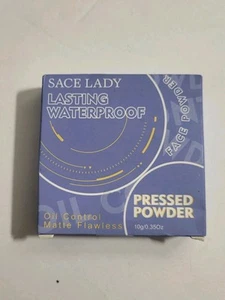 SACE LADY
LASTING
WATERPROOF
FACE POWDER
PRESSED
POWDER
Oil Control
Matte Flawless
10g/0.35Oz